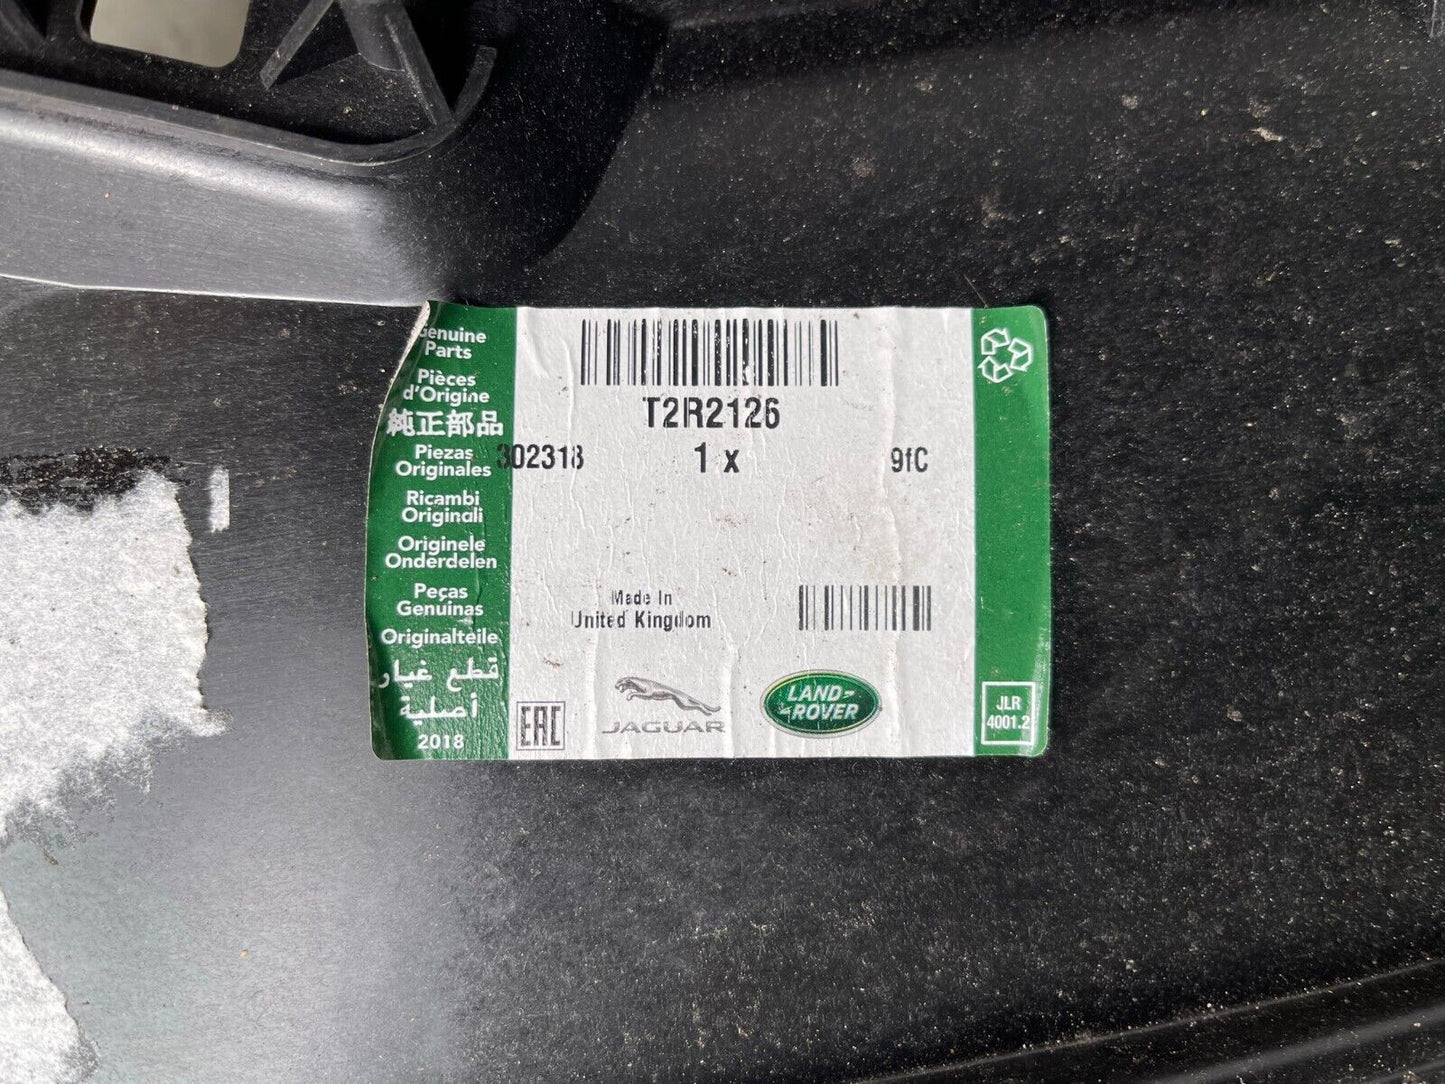 Genuine
Parts
Pièces
d'Origine
純正部品
Piezas
Originales
Ricambi
Originali
Originele
Onderdelen
Peças
Genuinas
Originalteile
قطع غيار
أصلية
2018
T2R2126
302318 1 x 9fC
Made In
United Kingdom
EAC
JAGUAR
LAND-
ROVER
JLR
4001.2